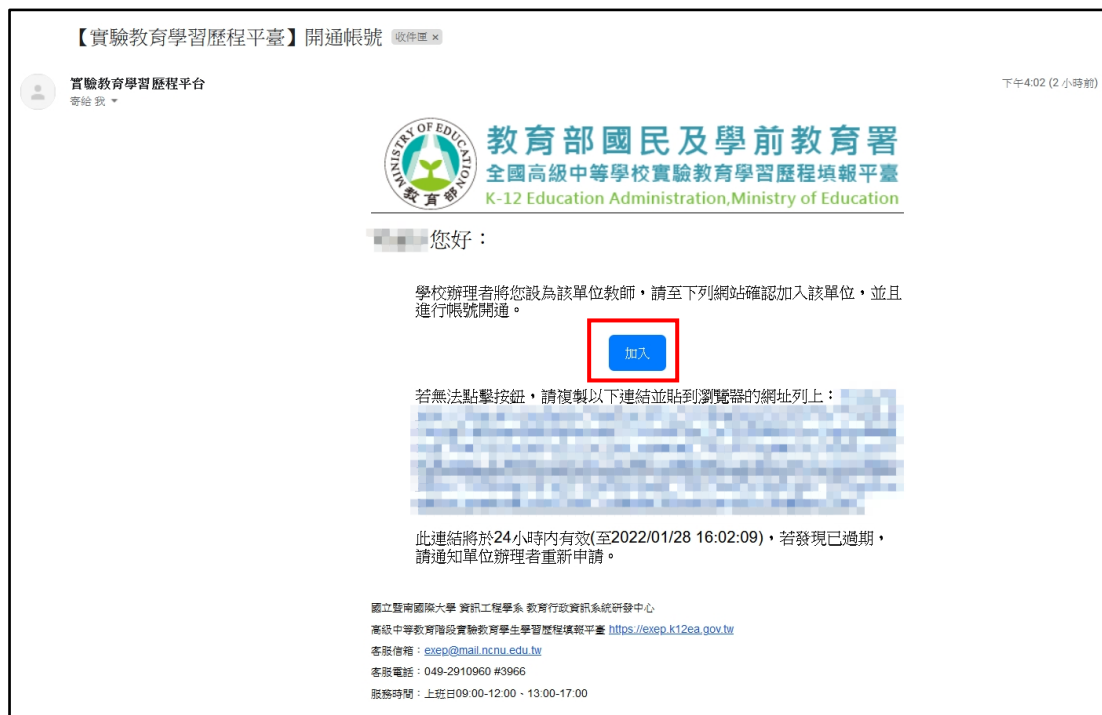 【實驗教育學習歷程平臺】開通帳號 收件匣 ×
實驗教育學習歷程平台
下午4:02 (2 小時前)
寄給 我
MINISTRY OF EDUCATION
教育部
教育部國民及學前教育署
全國高級中等學校實驗教育學習歷程填報平臺
K-12 Education Administration,Ministry of Education
您好：
學校辦理者將您設為該單位教師，請至下列網站確認加入該單位，並且
進行帳號開通。
加入
若無法點擊按鈕，請複製以下連結並貼到瀏覽器的網址列上：
此連結將於24小時内有效(至2022/01/28 16:02:09)，若發現已過期，
請通知單位辦理者重新申請。
國立暨南國際大學 資訊工程學系 教育行政資訊系統研發中心
高級中等教育階段實驗教育學生學習歷程填報平臺 https://exep.k12ea.gov.tw
客服信箱：exep@mail.ncnu.edu.tw
客服電話：049-2910960 #3966
服務時間：上班日09:00-12:00、13:00-17:00